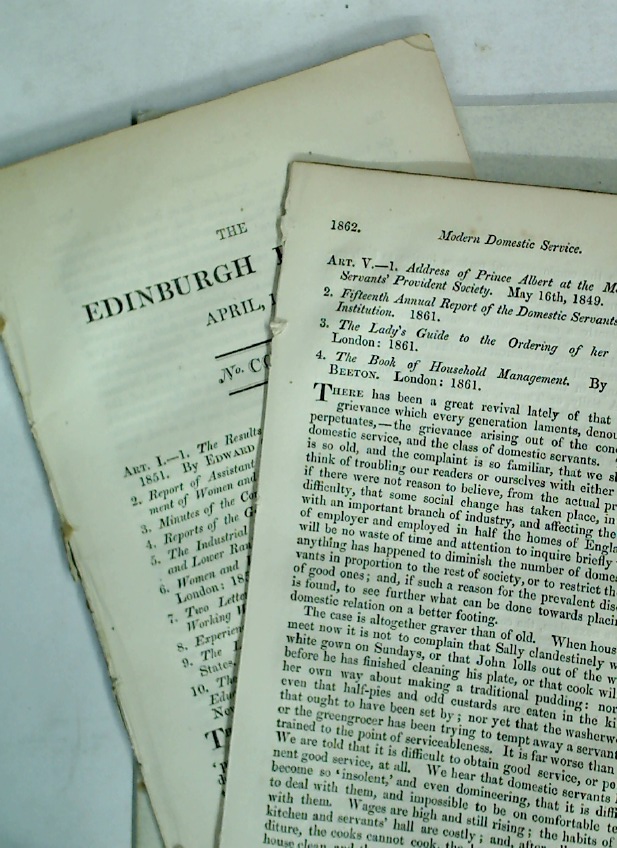 THE
EDINBURGH
APRIL,
No. CC
ART. I.—1. The Results
1851. By EDWARD
2. Report of Assistant
ment of Women and
3. Minutes of the Com
4. Reports of the G
5. The Industrial
and Lower Ran
6. Women and
London: 18
7. Two Lette
Working W
8. Experien
9. The L
States.
10. The
Edu
No
T
1862.
Modern Domestic Service.
ART. V.—1. Address of Prince Albert at the M
Servants' Provident Society. May 16th, 1849.
2. Fifteenth Annual Report of the Domestic Servants
Institution. 1861.
3. The Lady's Guide to the Ordering of her
London: 1861.
4. The Book of Household Management. By
BEETON. London: 1861.
THERE has been a great revival lately of that
grievance which every generation laments, denou
perpetuates,—the grievance arising out of the con
domestic service, and the class of domestic servants.
is so old, and the complaint is so familiar, that we s
think of troubling our readers or ourselves with either
if there were not reason to believe, from the actual pr
difficulty, that some social change has taken place, in
with an important branch of industry, and affecting the
of employer and employed in half the homes of Engla
will be no waste of time and attention to inquire briefly
anything has happened to diminish the number of dome
vants in proportion to the rest of society, or to restrict th
of good ones; and, if such a reason for the prevalent dis
is found, to see further what can be done towards placi
domestic relation on a better footing.
The case is altogether graver than of old. When hous
meet now it is not to complain that Sally clandestinely w
white gown on Sundays, or that John lolls out of the w
before he has finished cleaning his plate, or that cook wil
her own way about making a traditional pudding: nor
even that half-pies and odd custards are eaten in the ki
that ought to have been set by; nor yet that the washerw
or the greengrocer has been trying to tempt away a servant
trained to the point of serviceableness. It is far worse than
We are told that it is difficult to obtain good service, or pe
nent good service, at all. We hear that domestic servants
become so 'insolent,' and even domineering, that it is diffi
to deal with them, and impossible to be on comfortable te
with them. Wages are high and still rising; the habits of
kitchen and servants' hall are costly; and, after all
diture, the cooks cannot cook, the
house clean, and the